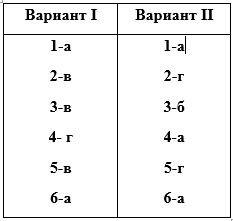 Вариант I Вариант II
1-а 1-а
2-в 2-г
3-в 3-б
4- г 4-а
5-в 5-г
6-а 6-а